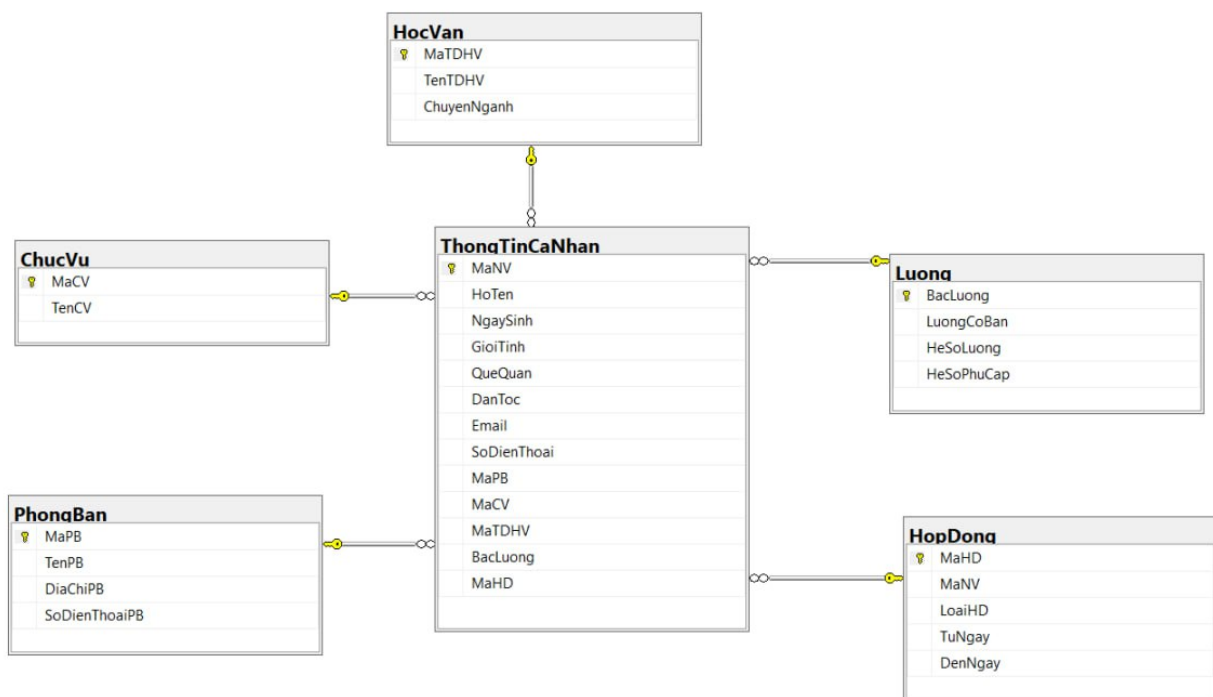 HocVan
MaTDHV
TenTDHV
ChuyenNganh
ChucVu
MaCV
TenCV
ThongTinCaNhan
MaNV
HoTen
NgaySinh
GioiTinh
QueQuan
DanToc
Email
SoDienThoai
MaPB
MaCV
MaTDHV
BacLuong
MaHD
Luong
BacLuong
LuongCoBan
HeSoLuong
HeSoPhuCap
PhongBan
MaPB
TenPB
DiaChiPB
SoDienThoaiPB
HopDong
MaHD
MaNV
LoaiHD
TuNgay
DenNgay